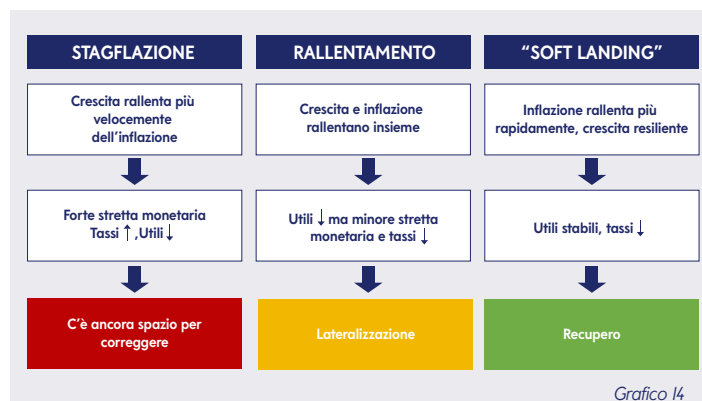 STAGFLAZIONE
Crescita rallenta più
velocemente
dell'inflazione
Forte stretta monetaria
Tassi ↑ ,Utili ↓
C'è ancora spazio per
correggere
RALLENTAMENTO
Crescita e inflazione
rallentano insieme
Utili ↓ ma minore stretta
monetaria e tassi ↓
Lateralizzazione
“SOFT LANDING”
Inflazione rallenta più
rapidamente, crescita resiliente
Utili stabili, tassi ↓
Recupero
Grafico 14